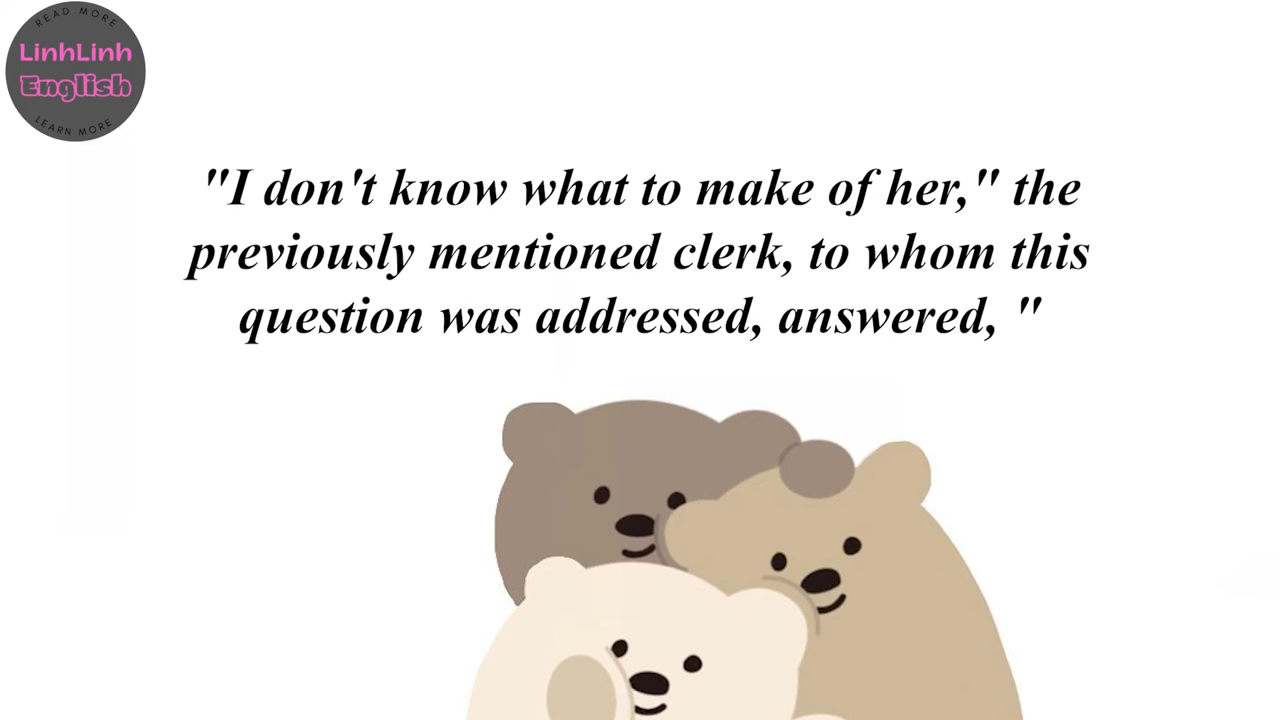 READ MORE
LinhLinh
English
LEARN MORE
"I don't know what to make of her," the
previously mentioned clerk, to whom this
question was addressed, answered, "